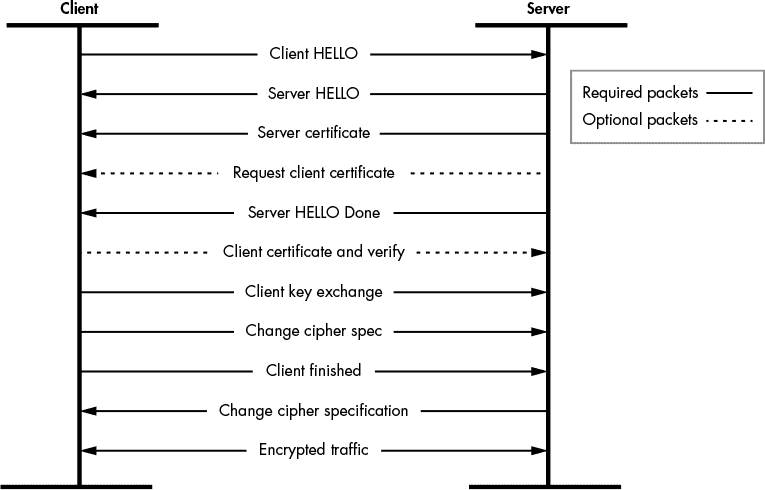 Client
Server
Client HELLO
Server HELLO
Required packets
Optional packets
Server certificate
Request client certificate
Server HELLO Done
Client certificate and verify
Client key exchange
Change cipher spec
Client finished
Change cipher specification
Encrypted traffic